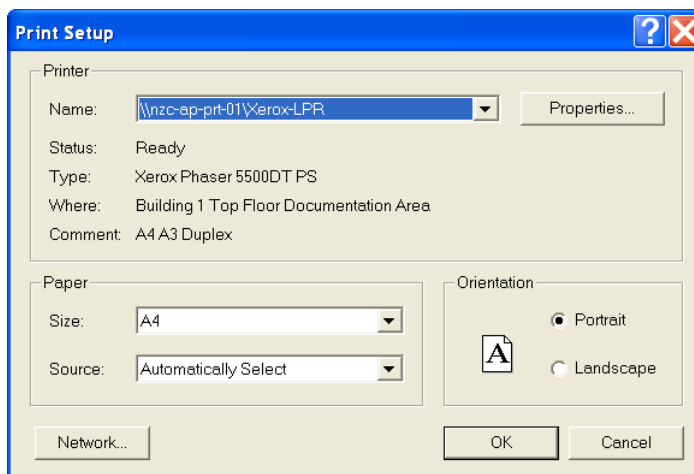 Print Setup
Printer
Name: \\nzc-ap-prt-01\Xerox-LPR Properties...
Status: Ready
Type: Xerox Phaser 5500DT PS
Where: Building 1 Top Floor Documentation Area
Comment: A4 A3 Duplex
Paper
Size: A4
Source: Automatically Select
Orientation
A
Portrait
Landscape
Network... OK Cancel